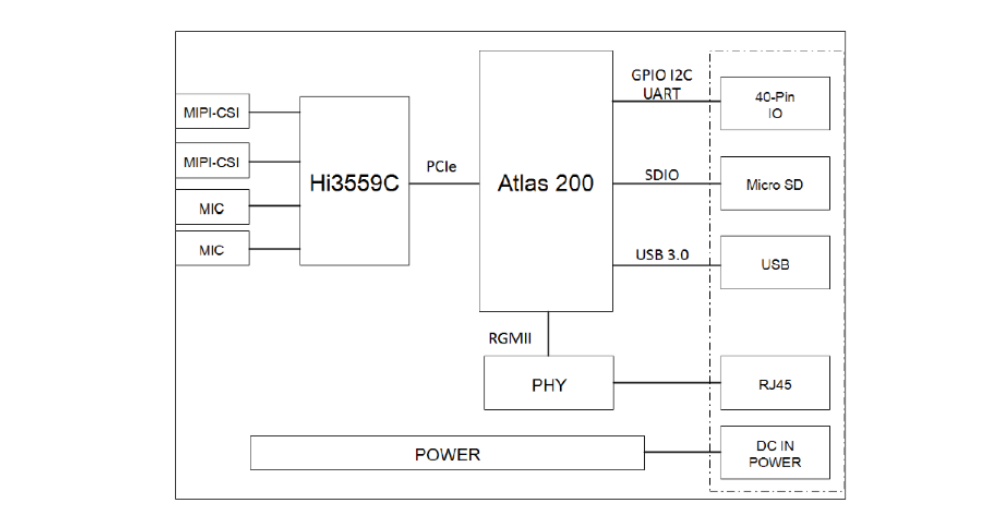 GPIO I2C
UART
40-Pin
IO
MIPI-CSI
MIPI-CSI
MIC
MIC
Hi3559C
PCIe
Atlas 200
SDIO
Micro SD
USB 3.0
USB
RGMII
PHY
RJ45
POWER
DC IN
POWER